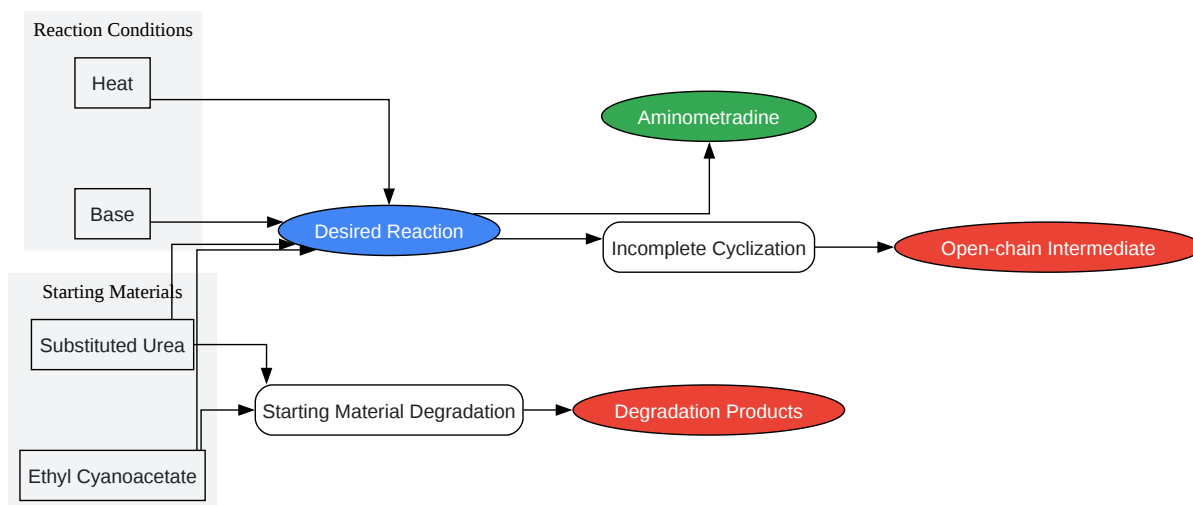 Reaction Conditions
Heat
Aminometradine
Base
Desired Reaction
Incomplete Cyclization
Open-chain Intermediate
Starting Materials
Substituted Urea
Starting Material Degradation
Degradation Products
Ethyl Cyanoacetate